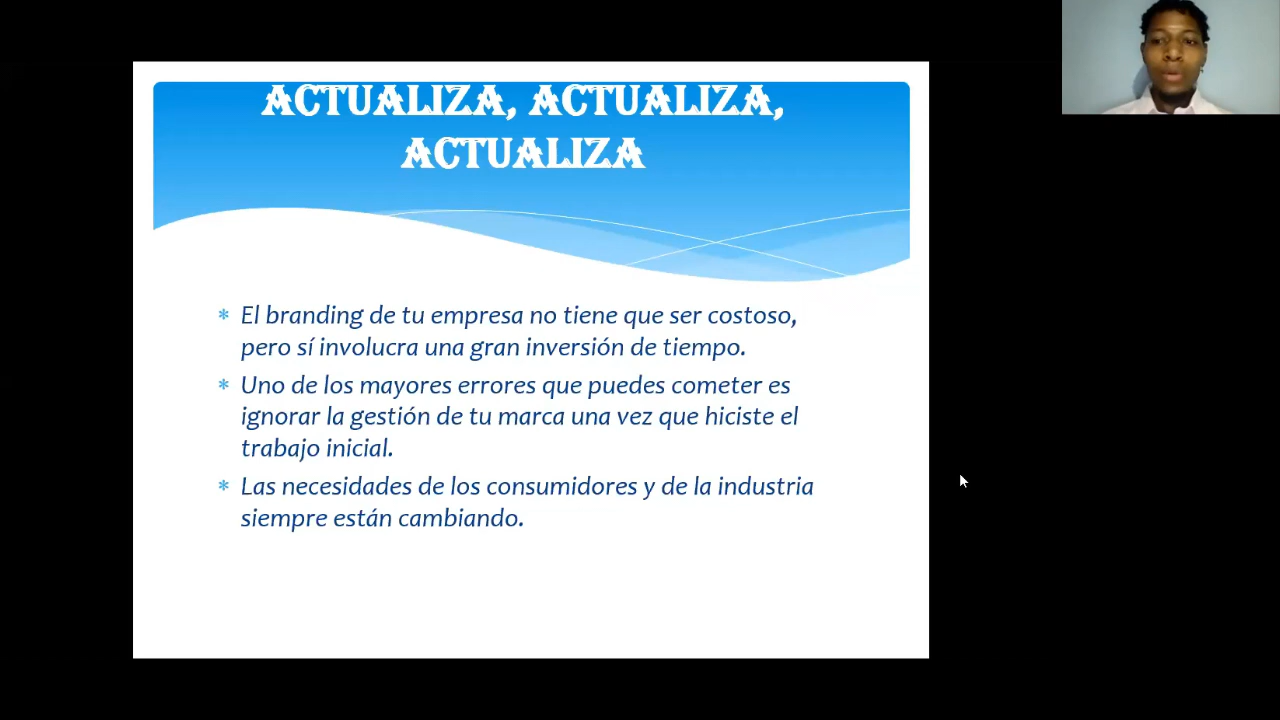 ACTUALIZA, ACTUALIZA,
ACTUALIZA
* El branding de tu empresa no tiene que ser costoso,
pero sí involucra una gran inversión de tiempo.
* Uno de los mayores errores que puedes cometer es
ignorar la gestión de tu marca una vez que hiciste el
trabajo inicial.
* Las necesidades de los consumidores y de la industria
siempre están cambiando.